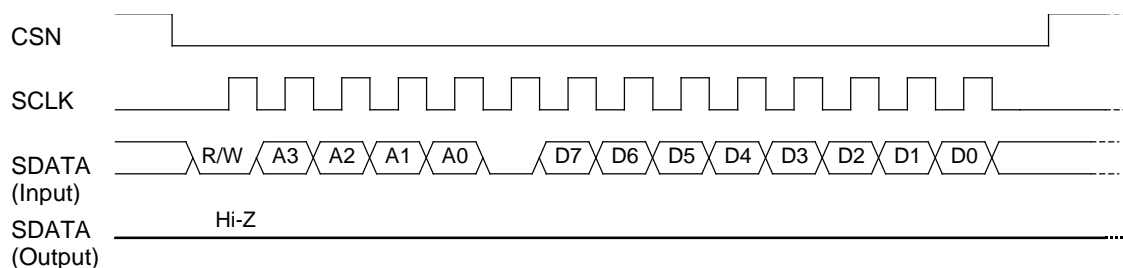 CSN
SCLK
SDATA
(Input)
R/W A3 A2 A1 A0 D7 D6 D5 D4 D3 D2 D1 D0
SDATA
(Output)
Hi-Z